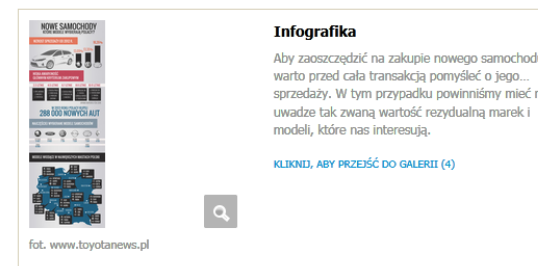 NOWE SAMOCHODY
288 000 NOWYCH AUT
Infografika
Aby zaoszczędzić na zakupie nowego samochodu
warto przed cała transakcją pomyśleć o jego...
sprzedaży. W tym przypadku powinniśmy mieć
uwadze tak zwaną wartość rezydualną marek i
modeli, które nas interesują.
KLIKNIJ, ABY PRZEJŚĆ DO GALERII (4)
fot. www.toyotanews.pl